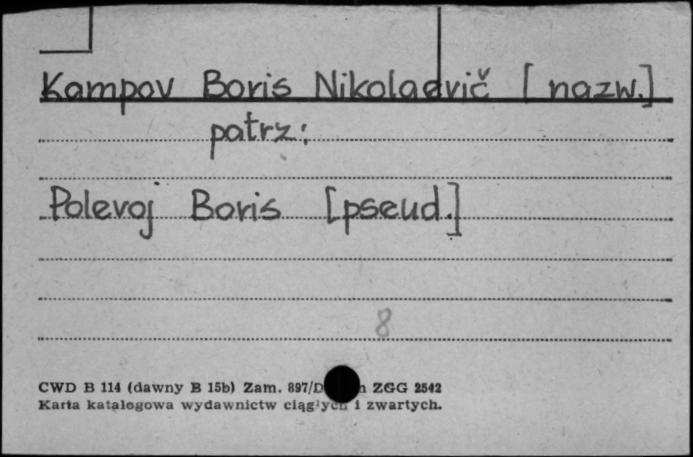 Kampov Boris Nikolaevič [nazw.]
patrz:
Polevoj Boris [pseud.]
8
CWD B 114 (dawny B 15b) Zam. 897/D ZGG 2542
Karta katalogowa wydawnictw ciągłych i zwartych.